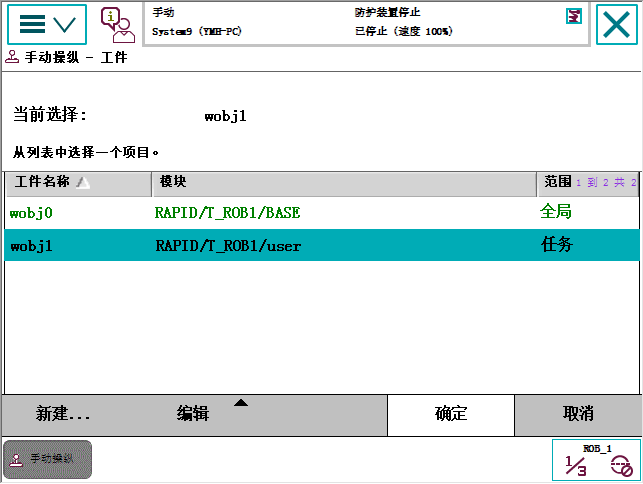 手动 防护装置停止
System9 (YMH-PC) 已停止 (速度 100%)
手动操纵 - 工件
当前选择: wobj1
从列表中选择一个项目。
工件名称 模块 范围 1 到 2 共 2
wobj0 RAPID/T_ROB1/BASE 全局
wobj1 RAPID/T_ROB1/user 任务
新建... 编辑 确定 取消
手动操纵 ROB_1
1/3